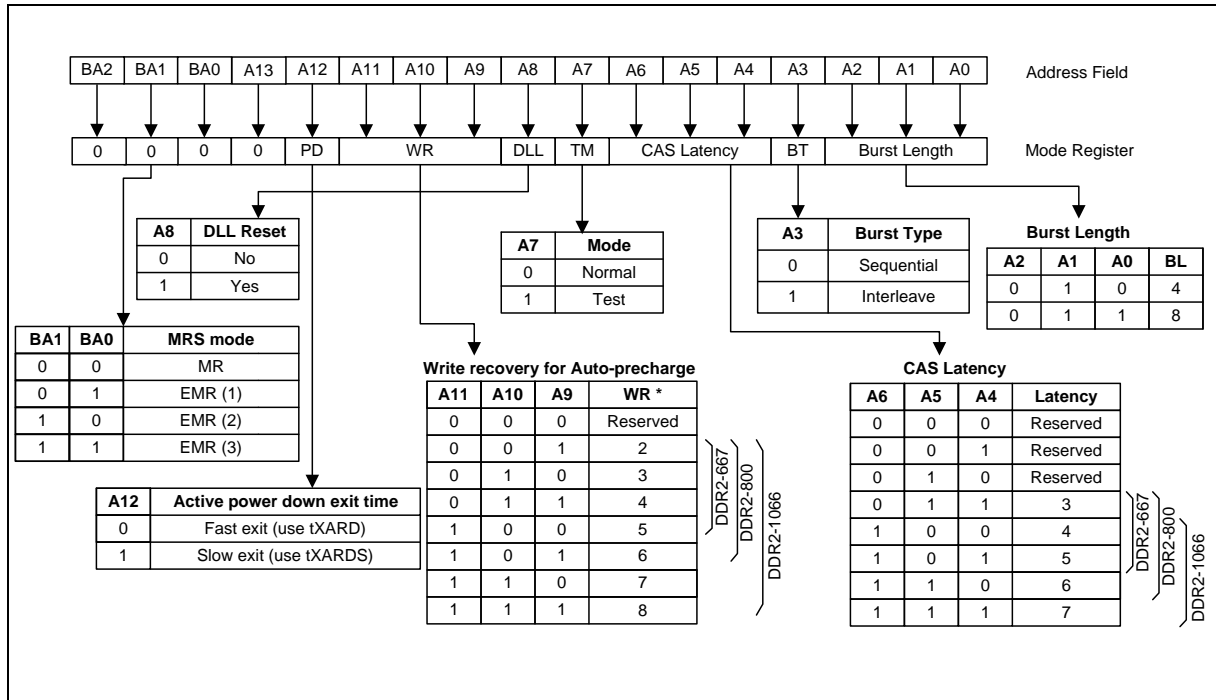 BA2 BA1 BA0 A13 A12 A11 A10 A9 A8 A7 A6 A5 A4 A3 A2 A1 A0 Address Field
0 0 0 0 PD WR DLL TM CAS Latency BT Burst Length Mode Register
A8 DLL Reset
0 No
1 Yes
A7 Mode
0 Normal
1 Test
A3 Burst Type
0 Sequential
1 Interleave
Burst Length
A2 A1 A0 BL
0 1 0 4
0 1 1 8
BA1 BA0 MRS mode
0 0 MR
0 1 EMR (1)
1 0 EMR (2)
1 1 EMR (3)
A12 Active power down exit time
0 Fast exit (use tXARD)
1 Slow exit (use tXARDS)
Write recovery for Auto-precharge
A11 A10 A9 WR *
0 0 0 Reserved
0 0 1 2
0 1 0 3
0 1 1 4
1 0 0 5
1 0 1 6
1 1 0 7
1 1 1 8
DDR2-667
DDR2-800
DDR2-1066
CAS Latency
A6 A5 A4 Latency
0 0 0 Reserved
0 0 1 Reserved
0 1 0 Reserved
0 1 1 3
1 0 0 4
1 0 1 5
1 1 0 6
1 1 1 7
DDR2-667
DDR2-800
DDR2-1066